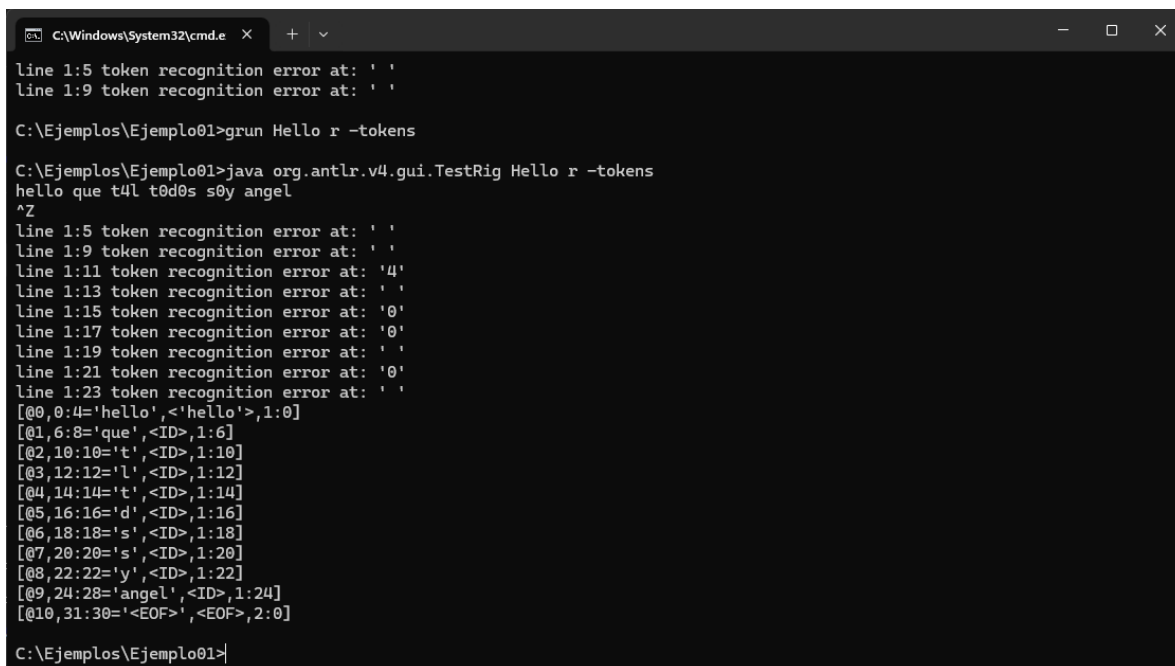 C:\Windows\System32\cmd.e
line 1:5 token recognition error at: ' '
line 1:9 token recognition error at: ' '
C:\Ejemplos\Ejemplo01>grun Hello r -tokens
C:\Ejemplos\Ejemplo01>java org.antlr.v4.gui.TestRig Hello r -tokens
hello que t4l t0d0s s0y angel
^Z
line 1:5 token recognition error at: ' '
line 1:9 token recognition error at: ' '
line 1:11 token recognition error at: '4'
line 1:13 token recognition error at: ' '
line 1:15 token recognition error at: '0'
line 1:17 token recognition error at: '0'
line 1:19 token recognition error at: ' '
line 1:21 token recognition error at: '0'
line 1:23 token recognition error at: ' '
[@0,0:4='hello',<'hello'>,1:0]
[@1,6:8='que',<ID>,1:6]
[@2,10:10='t',<ID>,1:10]
[@3,12:12='l',<ID>,1:12]
[@4,14:14='t',<ID>,1:14]
[@5,16:16='d',<ID>,1:16]
[@6,18:18='s',<ID>,1:18]
[@7,20:20='s',<ID>,1:20]
[@8,22:22='y',<ID>,1:22]
[@9,24:28='angel',<ID>,1:24]
[@10,31:30='<EOF>',<EOF>,2:0]
C:\Ejemplos\Ejemplo01>